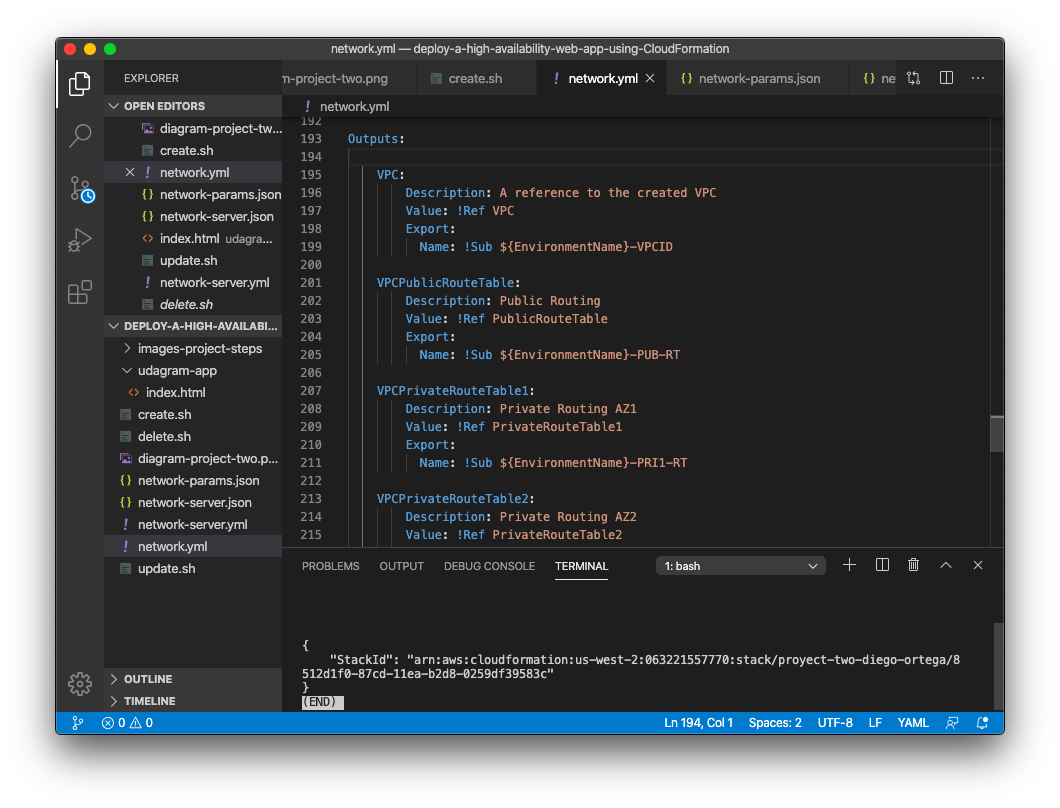 network.yml — deploy-a-high-availability-web-app-using-CloudFormation
EXPLORER
m-project-two.png
create.sh
! network.yml
{} network-params.json
{} ne
OPEN EDITORS
diagram-project-tw...
create.sh
! network.yml
{} network-params.json
{} network-server.json
<> index.html udagra...
update.sh
! network-server.yml
delete.sh
DEPLOY-A-HIGH-AVAILABI...
images-project-steps
udagram-app
<> index.html
create.sh
delete.sh
diagram-project-two.p...
{} network-params.json
{} network-server.json
! network-server.yml
! network.yml
update.sh
OUTLINE
TIMELINE
! network.yml
192
193 Outputs:
194
195 VPC:
196 Description: A reference to the created VPC
197 Value: !Ref VPC
198 Export:
199 Name: !Sub ${EnvironmentName}-VPCID
200
201 VPCPublicRouteTable:
202 Description: Public Routing
203 Value: !Ref PublicRouteTable
204 Export:
205 Name: !Sub ${EnvironmentName}-PUB-RT
206
207 VPCPrivateRouteTable1:
208 Description: Private Routing AZ1
209 Value: !Ref PrivateRouteTable1
210 Export:
211 Name: !Sub ${EnvironmentName}-PRI1-RT
212
213 VPCPrivateRouteTable2:
214 Description: Private Routing AZ2
215 Value: !Ref PrivateRouteTable2
PROBLEMS OUTPUT DEBUG CONSOLE TERMINAL 1: bash
{
"StackId": "arn:aws:cloudformation:us-west-2:063221557770:stack/proyect-two-diego-ortega/8
512d1f0-87cd-11ea-b2d8-0259df39583c"
}
(END)
0 0 Ln 194, Col 1 Spaces: 2 UTF-8 LF YAML